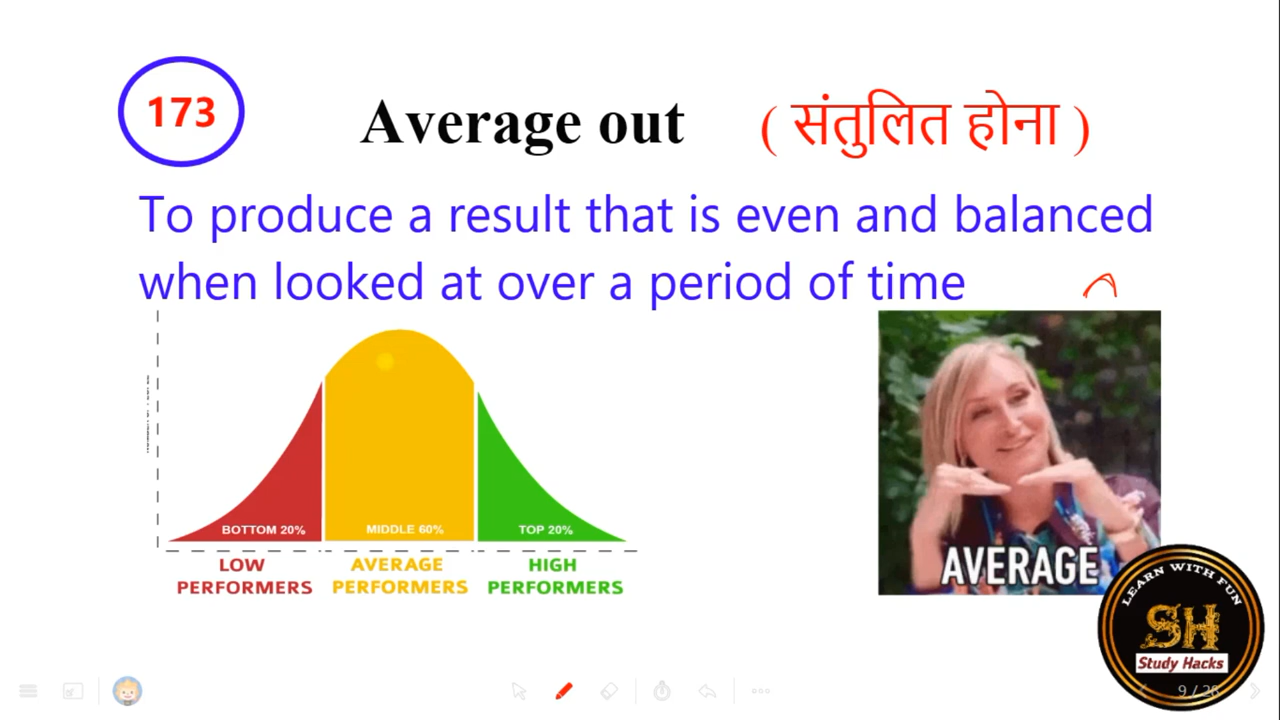 173
Average out ( संतुलित होना )
To produce a result that is even and balanced
when looked at over a period of time
BOTTOM 20% MIDDLE 60% TOP 20%
LOW AVERAGE HIGH
PERFORMERS PERFORMERS PERFORMERS
AVERAGE
LEARN WITH FUN
SH
Study Hacks